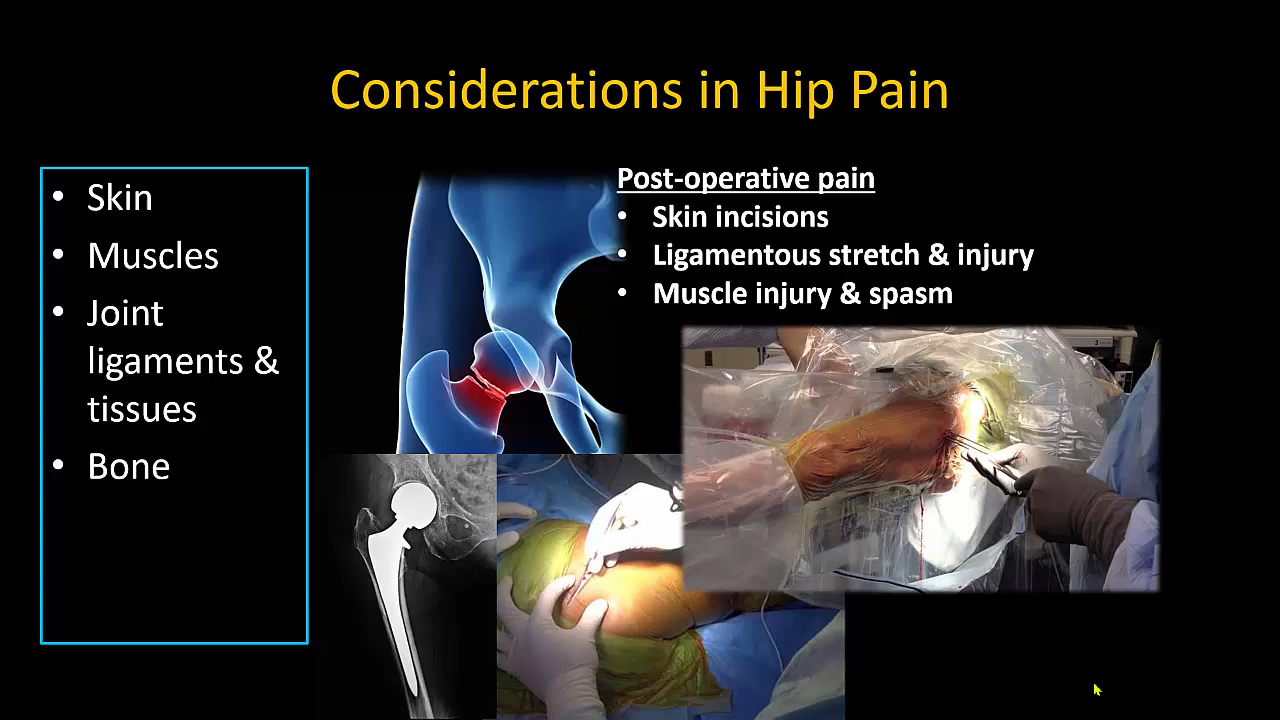 Considerations in Hip Pain
• Skin
• Muscles
• Joint
ligaments &
tissues
• Bone
Post-operative pain
• Skin incisions
• Ligamentous stretch & injury
• Muscle injury & spasm